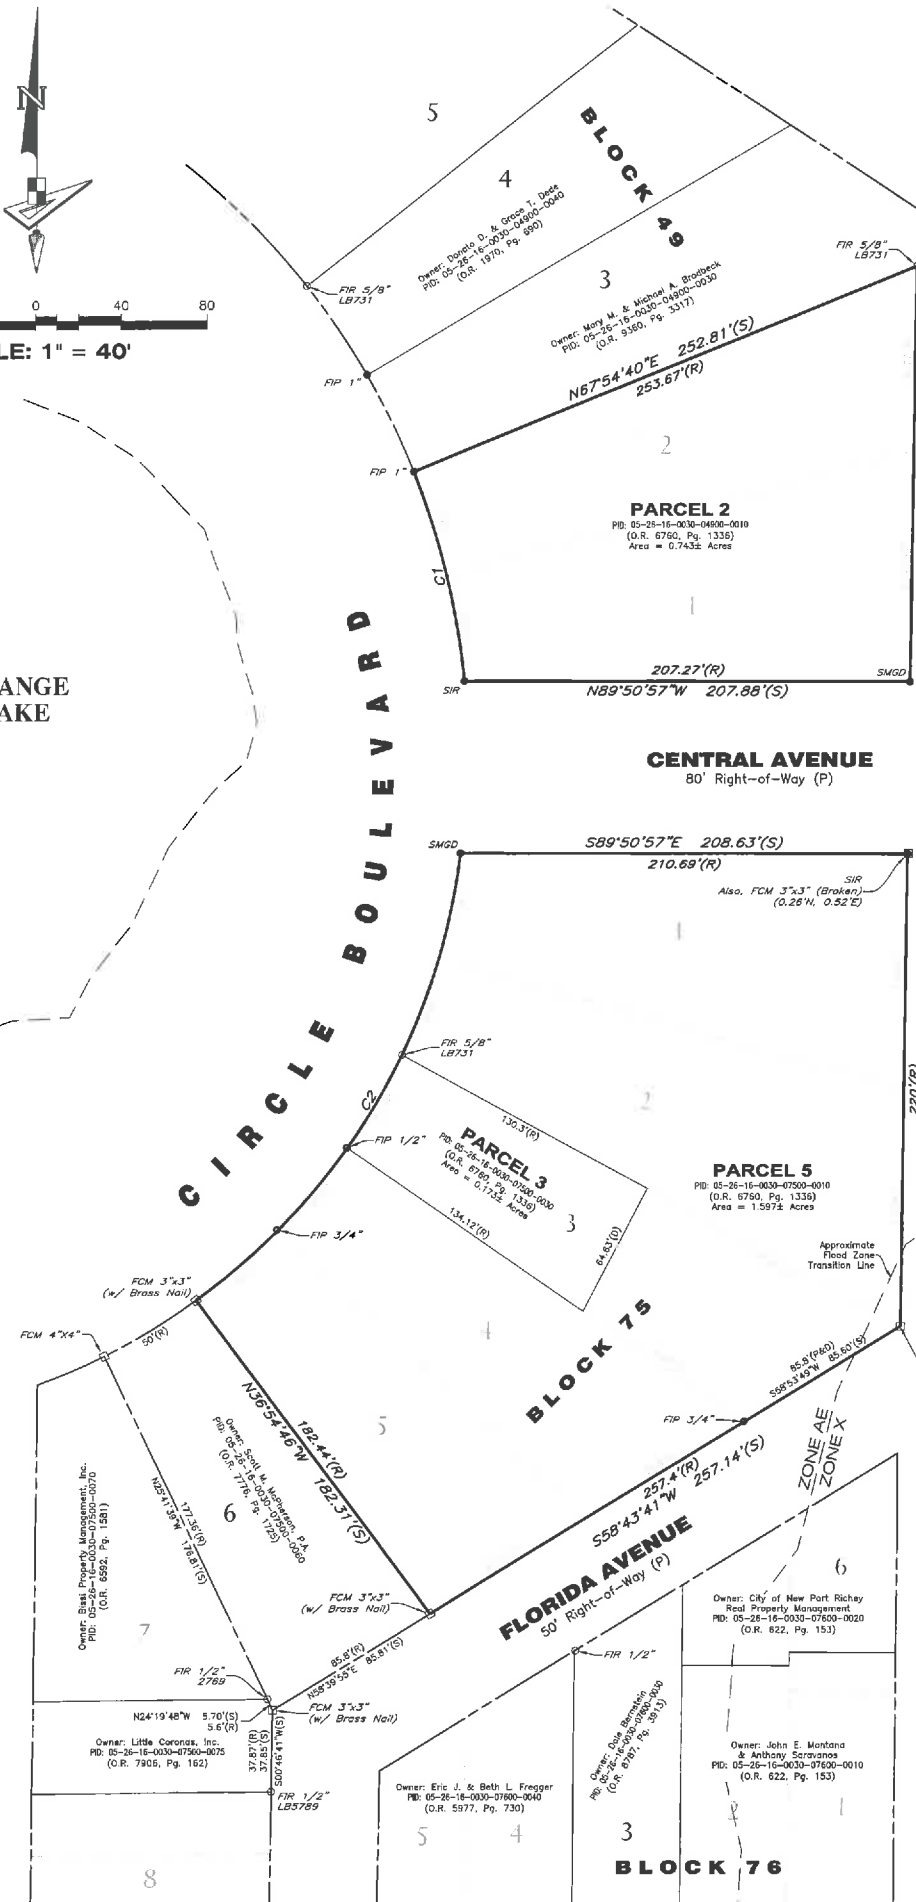 N
0 40 80
LE: 1" = 40'
ANGE
AKE
5
4
Owner: Donato D. & Grace T. Dede
PID: 05-26-16-0030-04900-0040
(O.R. 1970, Pg. 690)
BLOCK 49
3
Owner: Mary M. & Michael A. Brodbeck
PID: 05-26-16-0030-04900-0030
(O.R. 9380, Pg. 3317)
FIR 5/8"
LB731
FIR 5/8"
LB731
FIP 1"
N67°54'40"E 252.81'(S)
253.67'(R)
FIP 1"
2
PARCEL 2
PID: 05-26-16-0030-04900-0010
(O.R. 6760, Pg. 1336)
Area = 0.743± Acres
C1
1
SIR
207.27'(R)
N89°50'57"W 207.88'(S)
SMGD
CIRCLE BOULEVARD
CENTRAL AVENUE
80' Right-of-Way (P)
SMGD
S89°50'57"E 208.63'(S)
210.69'(R)
SIR
Also, FCM 3"x3" (Broken)
(0.26'N, 0.52'E)
1
FIR 5/8"
LB731
C2
220'(R)
2
FIP 1/2"
130.3'(R)
PARCEL 3
PID: 05-26-16-0030-07500-0030
(O.R. 6760, Pg. 1336)
Area = 0.173± Acres
134.12'(R)
3
64.63'(D)
PARCEL 5
PID: 05-26-16-0030-07500-0010
(O.R. 6760, Pg. 1336)
Area = 1.597± Acres
FIP 3/4"
Approximate
Flood Zone
Transition Line
FCM 3"x3"
(w/ Brass Nail)
50'(R)
FCM 4"X4"
4
BLOCK 75
5
85.8'(P&D)
S58°53'49"W 85.60'(S)
FIP 3/4"
N36°54'46"W 182.31'(S)
182.44'(R)
Owner: Scott M. McPherson, P.A.
PID: 05-26-16-0030-07500-0060
(O.R. 7776, Pg. 1725)
6
177.36'(R)
N25°41'39"W 176.81'(S)
Owner: Bissi Property Management, Inc.
PID: 05-26-16-0030-07500-0070
(O.R. 6592, Pg. 1581)
7
ZONE AE
ZONE X
257.4'(R)
S58°43'41"W 257.14'(S)
FLORIDA AVENUE
50' Right-of-Way (P)
FCM 3"x3"
(w/ Brass Nail)
85.8'(R)
N58°39'55"E 85.81'(S)
FIR 1/2"
2769
N24°19'48"W 5.70'(S)
5.6'(R)
FCM 3"x3"
(w/ Brass Nail)
Owner: Little Coronas, Inc.
PID: 05-26-16-0030-07500-0075
(O.R. 7906, Pg. 162)
37.87'(R)
37.85'(S)
S00°46'41"W(S)
FIR 1/2"
LB5789
8
FIR 1/2"
6
Owner: City of New Port Richey
Real Property Management
PID: 05-26-16-0030-07600-0020
(O.R. 622, Pg. 153)
Owner: Dale Bernstein
PID: 05-26-16-0030-07600-0030
(O.R. 8787, Pg. 3913)
Owner: John E. Montana
& Anthony Saravanos
PID: 05-26-16-0030-07600-0010
(O.R. 622, Pg. 153)
Owner: Eric J. & Beth L. Fregger
PID: 05-26-16-0030-07600-0040
(O.R. 5977, Pg. 730)
5
4
3
2
1
BLOCK 76